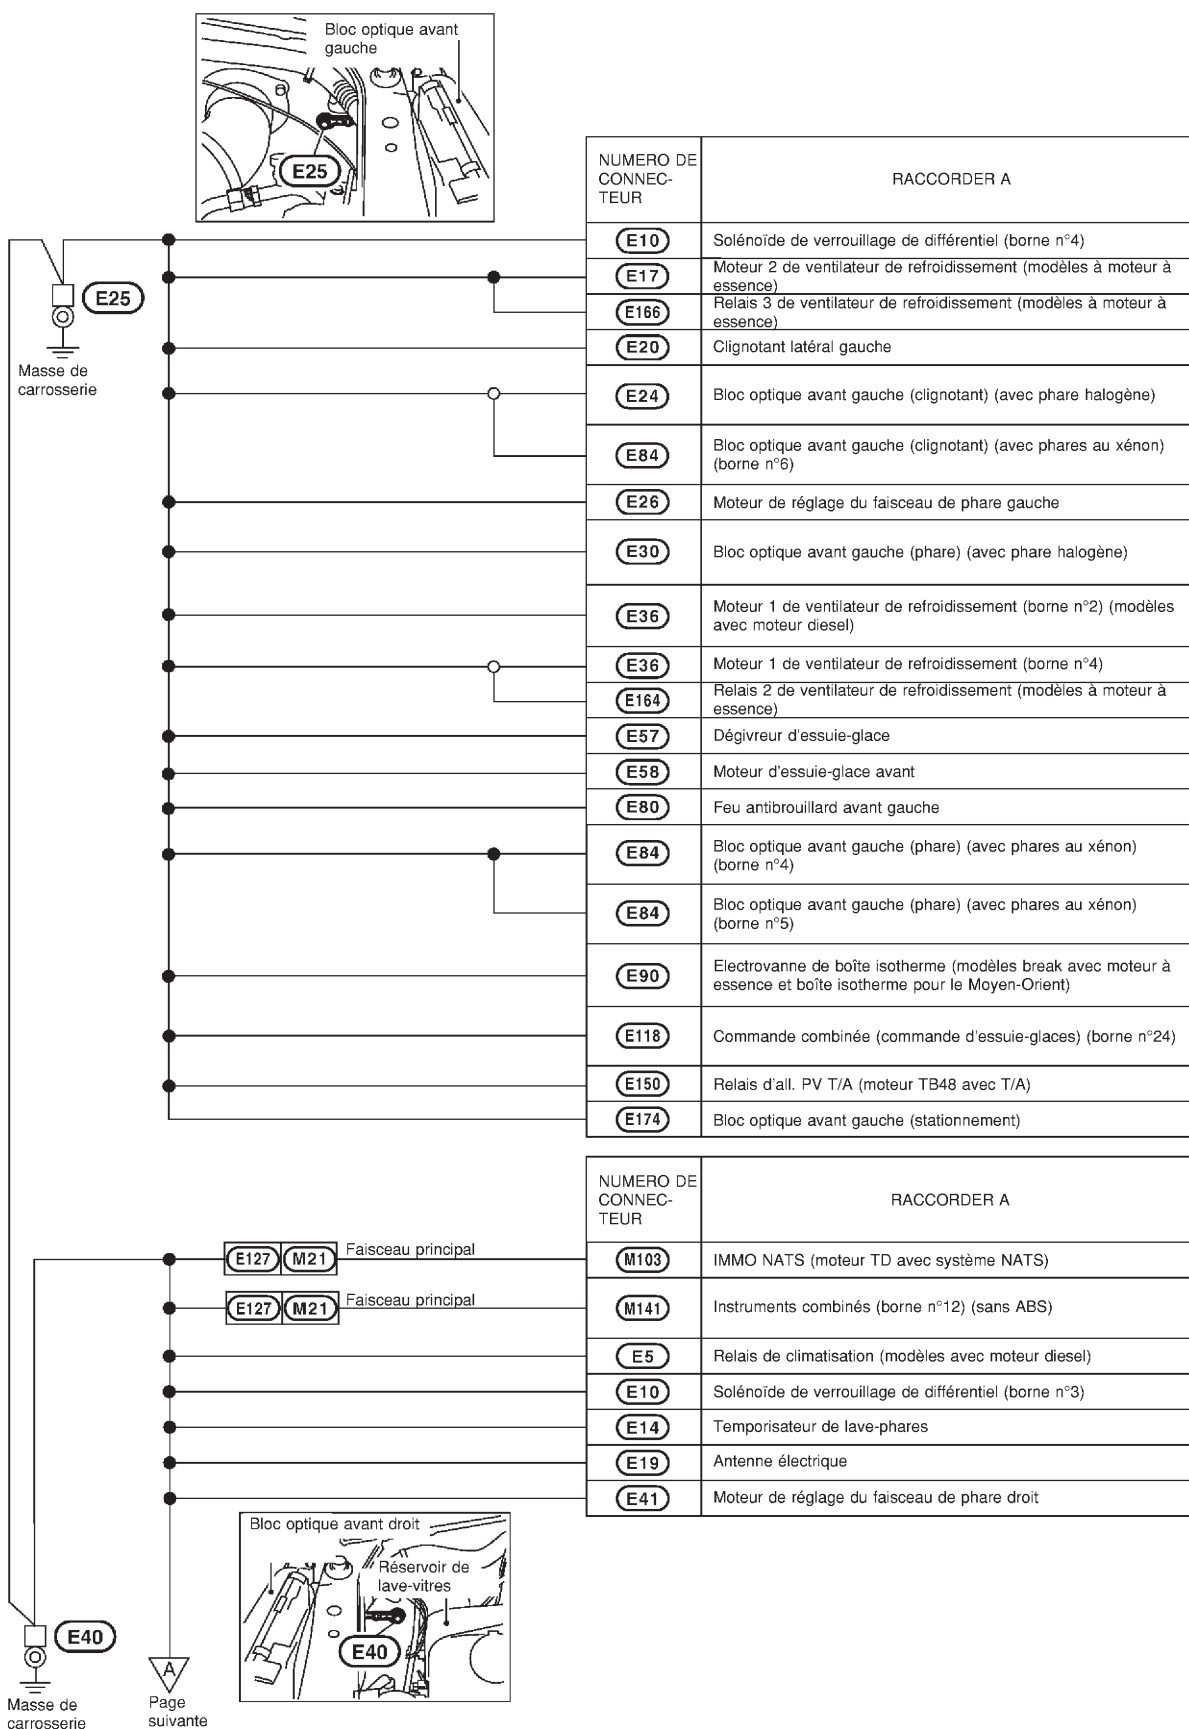 Bloc optique avant
gauche
E25
NUMERO DE
CONNEC-
TEUR
RACCORDER A
E25
Masse de
carrosserie
E10 Solénoïde de verrouillage de différentiel (borne n°4)
E17 Moteur 2 de ventilateur de refroidissement (modèles à moteur à
essence)
E166 Relais 3 de ventilateur de refroidissement (modèles à moteur à
essence)
E20 Clignotant latéral gauche
E24 Bloc optique avant gauche (clignotant) (avec phare halogène)
E84 Bloc optique avant gauche (clignotant) (avec phares au xénon)
(borne n°6)
E26 Moteur de réglage du faisceau de phare gauche
E30 Bloc optique avant gauche (phare) (avec phare halogène)
E36 Moteur 1 de ventilateur de refroidissement (borne n°2) (modèles
avec moteur diesel)
E36 Moteur 1 de ventilateur de refroidissement (borne n°4)
E164 Relais 2 de ventilateur de refroidissement (modèles à moteur à
essence)
E57 Dégivreur d'essuie-glace
E58 Moteur d'essuie-glace avant
E80 Feu antibrouillard avant gauche
E84 Bloc optique avant gauche (phare) (avec phares au xénon)
(borne n°4)
E84 Bloc optique avant gauche (phare) (avec phares au xénon)
(borne n°5)
E90 Electrovanne de boîte isotherme (modèles break avec moteur à
essence et boîte isotherme pour le Moyen-Orient)
E118 Commande combinée (commande d'essuie-glaces) (borne n°24)
E150 Relais d'all. PV T/A (moteur TB48 avec T/A)
E174 Bloc optique avant gauche (stationnement)
NUMERO DE
CONNEC-
TEUR
RACCORDER A
E127 M21 Faisceau principal M103 IMMO NATS (moteur TD avec système NATS)
E127 M21 Faisceau principal M141 Instruments combinés (borne n°12) (sans ABS)
E5 Relais de climatisation (modèles avec moteur diesel)
E10 Solénoïde de verrouillage de différentiel (borne n°3)
E14 Temporisateur de lave-phares
E19 Antenne électrique
E41 Moteur de réglage du faisceau de phare droit
Bloc optique avant droit
Réservoir de
lave-vitres
E40
E40
Masse de
carrosserie
A
Page
suivante